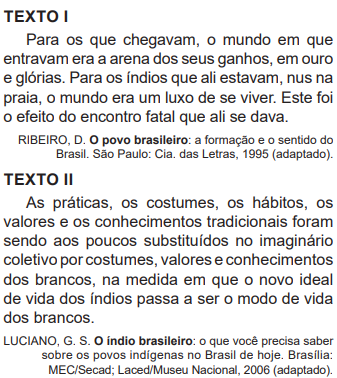 TEXTO I
Para os que chegavam, o mundo em que
entravam era a arena dos seus ganhos, em ouro
e glórias. Para os índios que ali estavam, nus na
praia, o mundo era um luxo de se viver. Este foi
o efeito do encontro fatal que ali se dava.
RIBEIRO, D. O povo brasileiro: a formação e o sentido do
Brasil. São Paulo: Cia. das Letras, 1995 (adaptado).
TEXTO II
As práticas, os costumes, os hábitos, os
valores e os conhecimentos tradicionais foram
sendo aos poucos substituídos no imaginário
coletivo por costumes, valores e conhecimentos
dos brancos, na medida em que o novo ideal
de vida dos índios passa a ser o modo de vida
dos brancos.
LUCIANO, G. S. O índio brasileiro: o que você precisa saber
sobre os povos indígenas no Brasil de hoje. Brasília:
MEC/Secad; Laced/Museu Nacional, 2006 (adaptado).